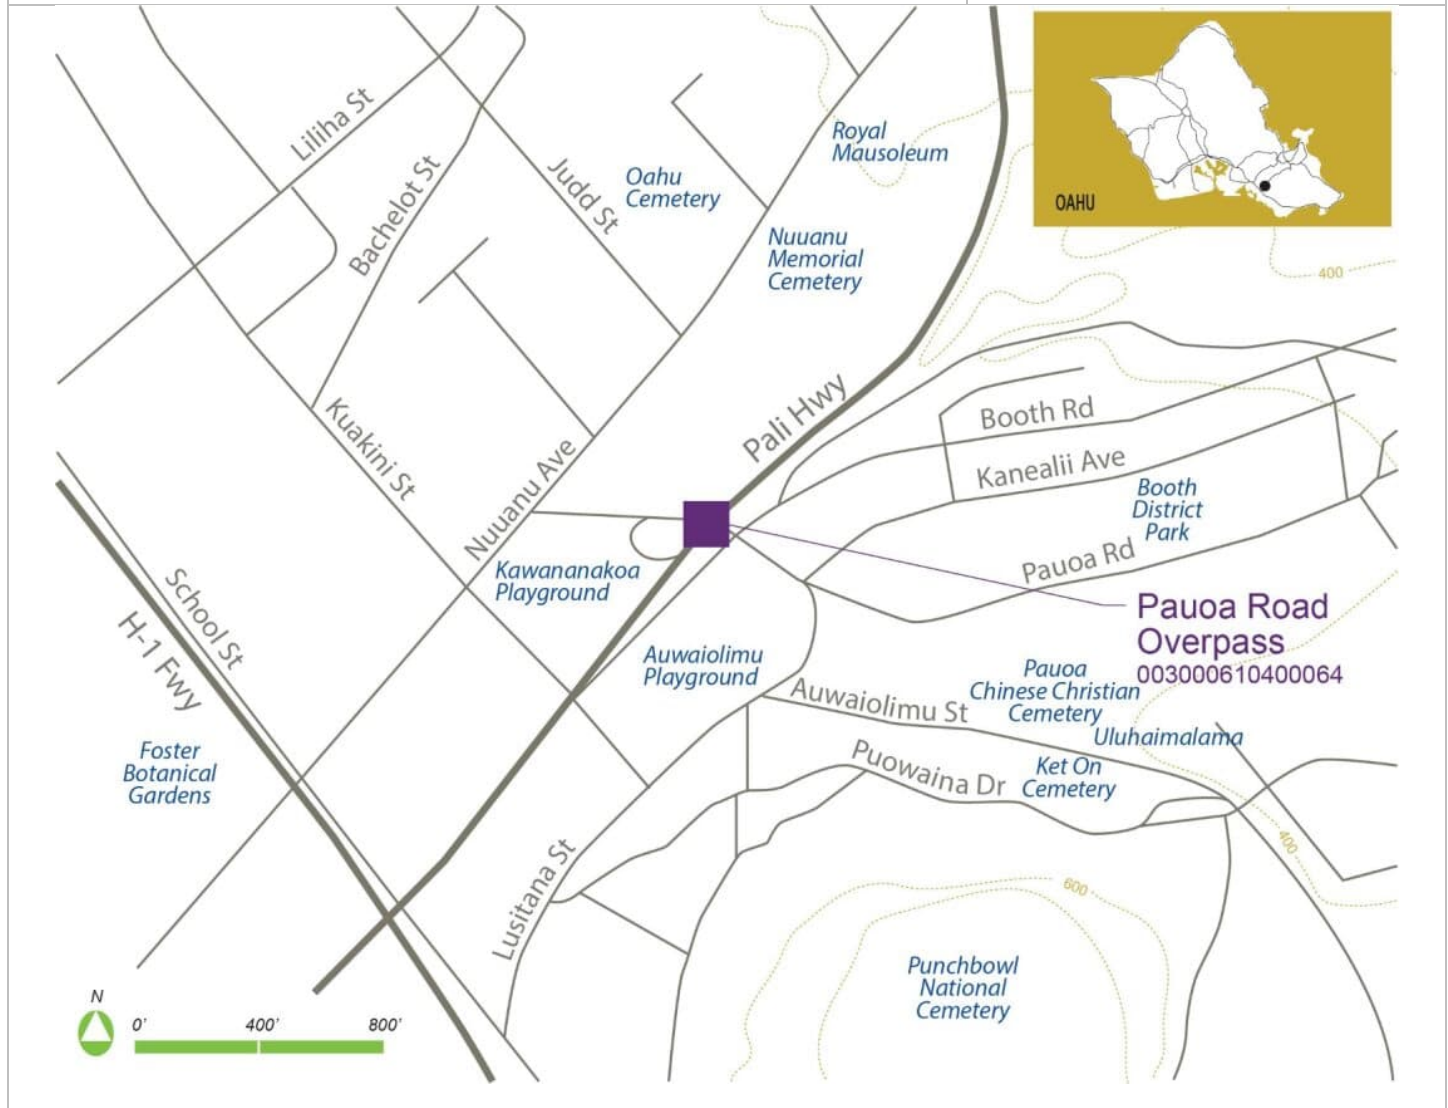 Liliha St
Bachelot St
Judd St
Oahu
Cemetery
Royal
Mausoleum
Nuuanu
Memorial
Cemetery
OAHU
400
Kuakini St
Nuuanu Ave
Pali Hwy
Booth Rd
Kanealii Ave
Booth
District
Park
Pauoa Rd
Kawananakoa
Playground
School St
H-1 Fwy
Pauoa Road
Overpass
003000610400064
Auwaiolimu
Playground
Pauoa
Chinese Christian
Cemetery
Auwaiolimu St
Uluhaimalama
Puowaina Dr
Ket On
Cemetery
Foster
Botanical
Gardens
400
Lusitana St
600
Punchbowl
National
Cemetery
N
0' 400' 800'